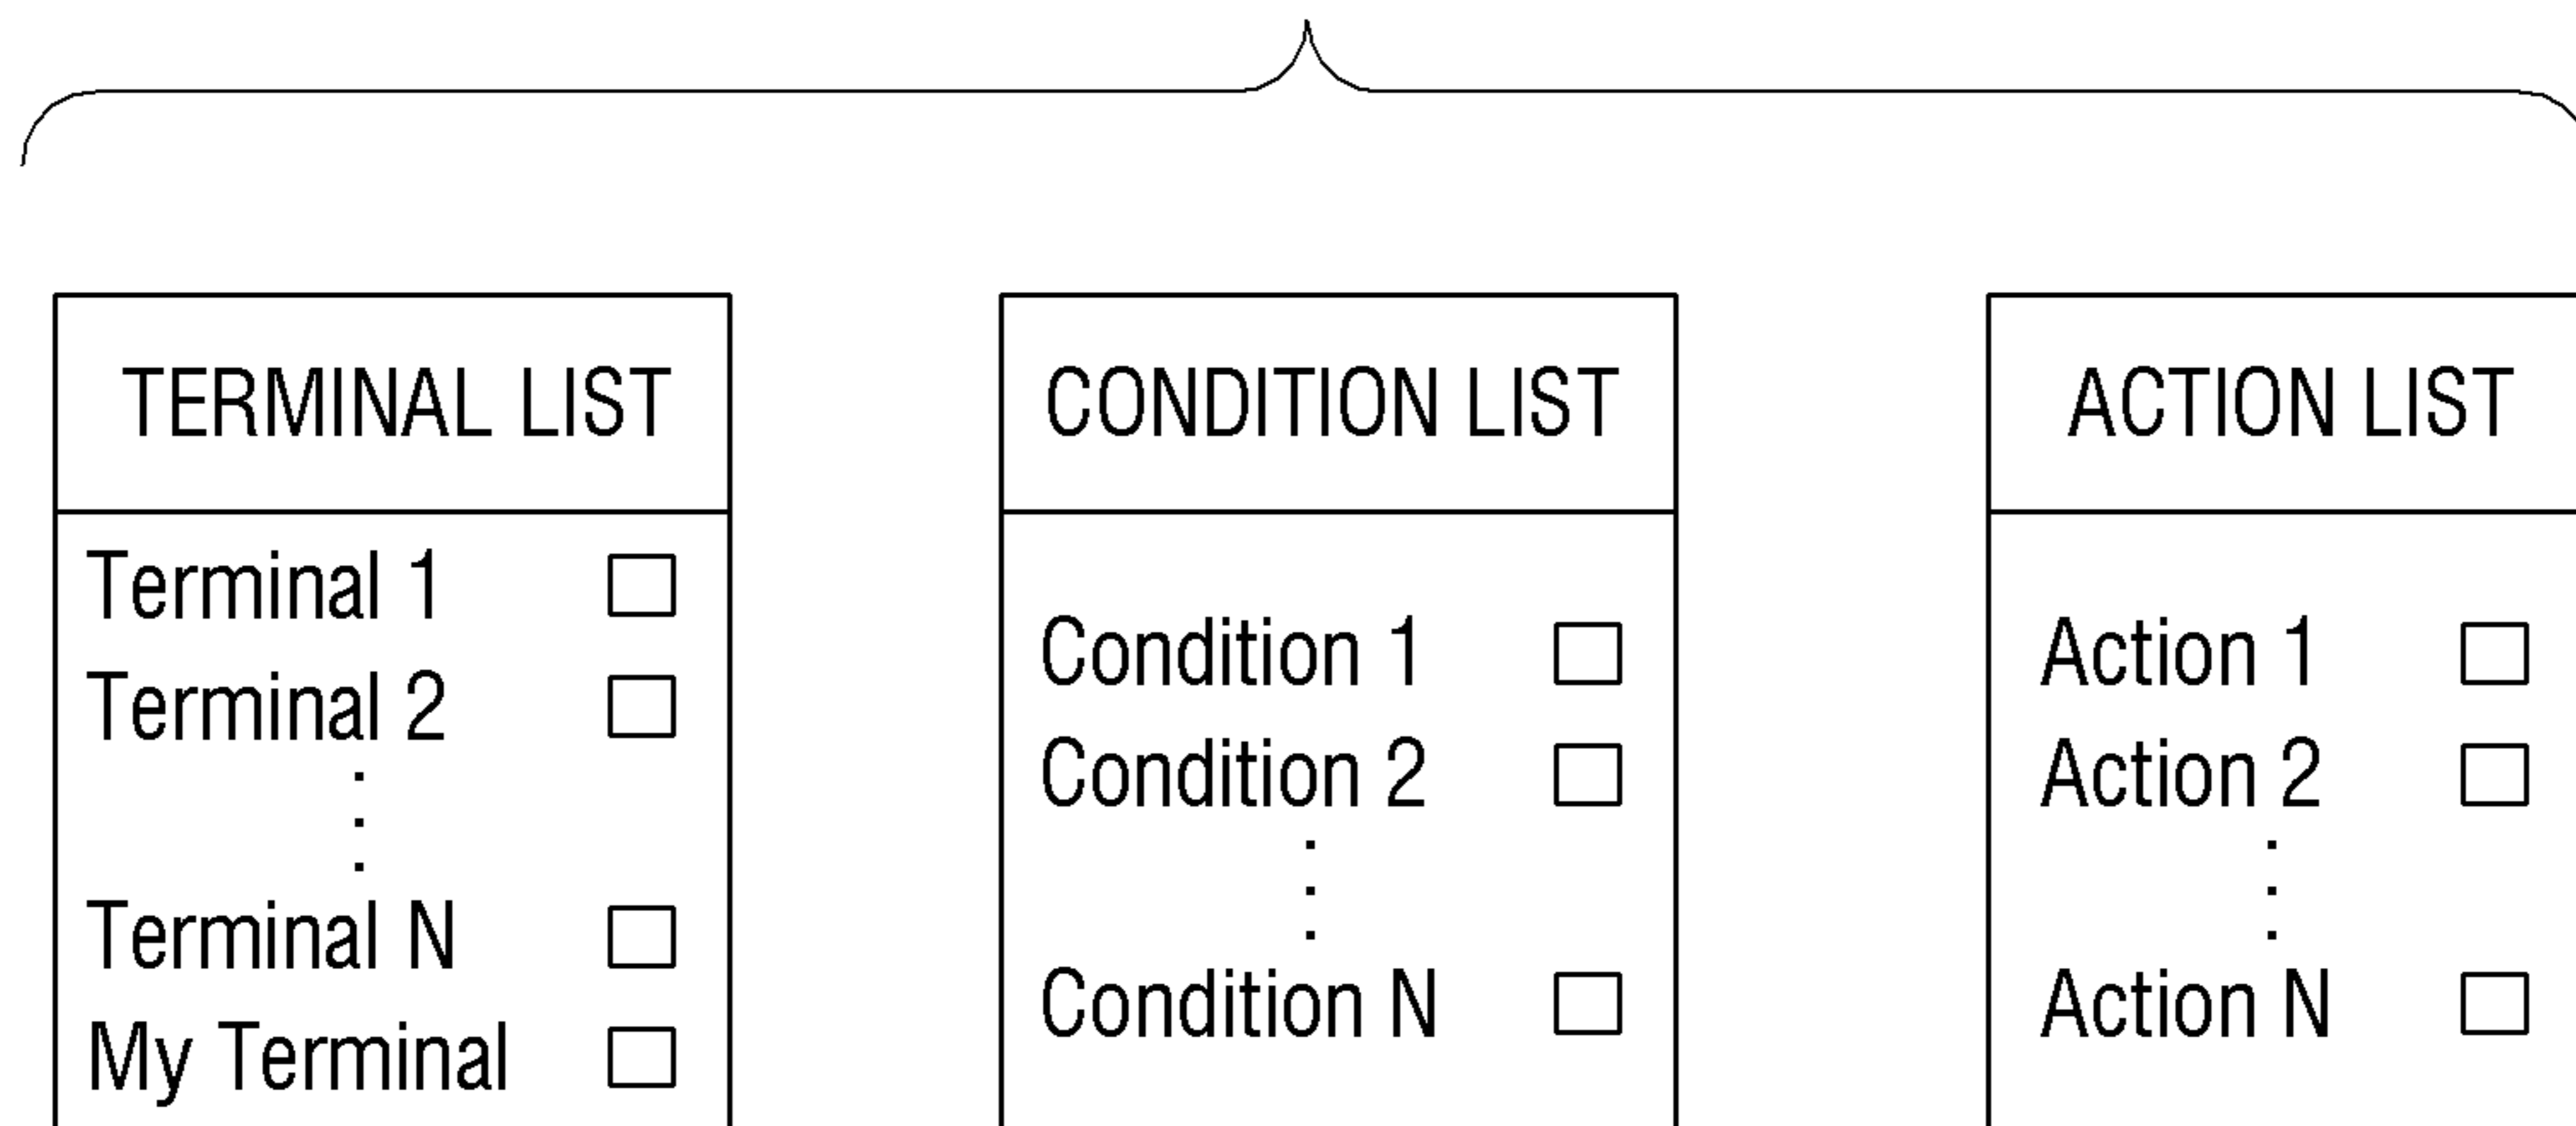 TERMINAL LIST
Terminal 1
Terminal 2
Terminal N
My Terminal
CONDITION LIST
Condition 1
Condition 2
Condition N
ACTION LIST
Action 1
Action 2
Action N